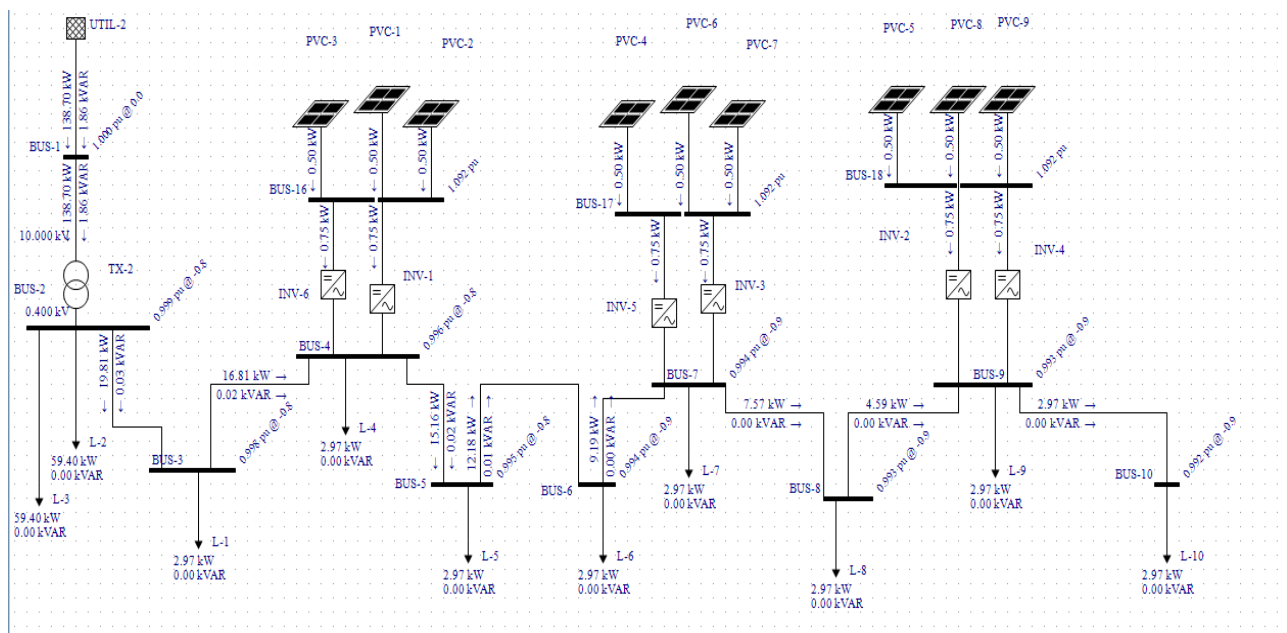 UTIL-2
↓ 138.70 kW
↓ 1.86 kVAR
BUS-1
1.000 pu @ 0.0
↓ 138.70 kW
↓ 1.86 kVAR
10.000 kV
TX-2
BUS-2
0.400 kV
0.999 pu @ -0.8
↓ 19.81 kW
↓ 0.03 kVAR
L-2
59.40 kW
0.00 kVAR
L-3
59.40 kW
0.00 kVAR
BUS-3
0.998 pu @ -0.8
L-1
2.97 kW
0.00 kVAR
16.81 kW →
0.02 kVAR →
PVC-3
PVC-1
PVC-2
↓ 0.50 kW
↓ 0.50 kW
↓ 0.50 kW
BUS-16
1.092 pu
↓ 0.75 kW
↓ 0.75 kW
INV-6
INV-1
BUS-4
0.996 pu @ -0.8
L-4
2.97 kW
0.00 kVAR
↓ 15.16 kW
↓ 0.02 kVAR
12.18 kW →
0.01 kVAR →
BUS-5
0.995 pu @ -0.8
L-5
2.97 kW
0.00 kVAR
9.19 kW →
0.00 kVAR →
BUS-6
0.994 pu @ -0.9
L-6
2.97 kW
0.00 kVAR
PVC-4
PVC-6
PVC-7
↓ 0.50 kW
↓ 0.50 kW
↓ 0.50 kW
BUS-17
1.092 pu
↓ 0.75 kW
↓ 0.75 kW
INV-5
INV-3
BUS-7
0.994 pu @ -0.9
L-7
2.97 kW
0.00 kVAR
7.57 kW →
0.00 kVAR →
BUS-8
0.993 pu @ -0.9
L-8
2.97 kW
0.00 kVAR
4.59 kW →
0.00 kVAR →
PVC-5
PVC-8
PVC-9
↓ 0.50 kW
↓ 0.50 kW
↓ 0.50 kW
BUS-18
1.092 pu
↓ 0.75 kW
↓ 0.75 kW
INV-2
INV-4
BUS-9
0.993 pu @ -0.9
L-9
2.97 kW
0.00 kVAR
2.97 kW →
0.00 kVAR →
BUS-10
0.992 pu @ -0.9
L-10
2.97 kW
0.00 kVAR